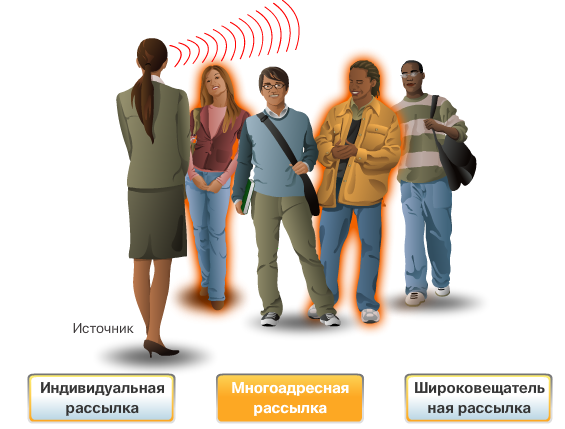 Источник
Индивидуальная
рассылка
Многоадресная
рассылка
Широковещатель
ная рассылка